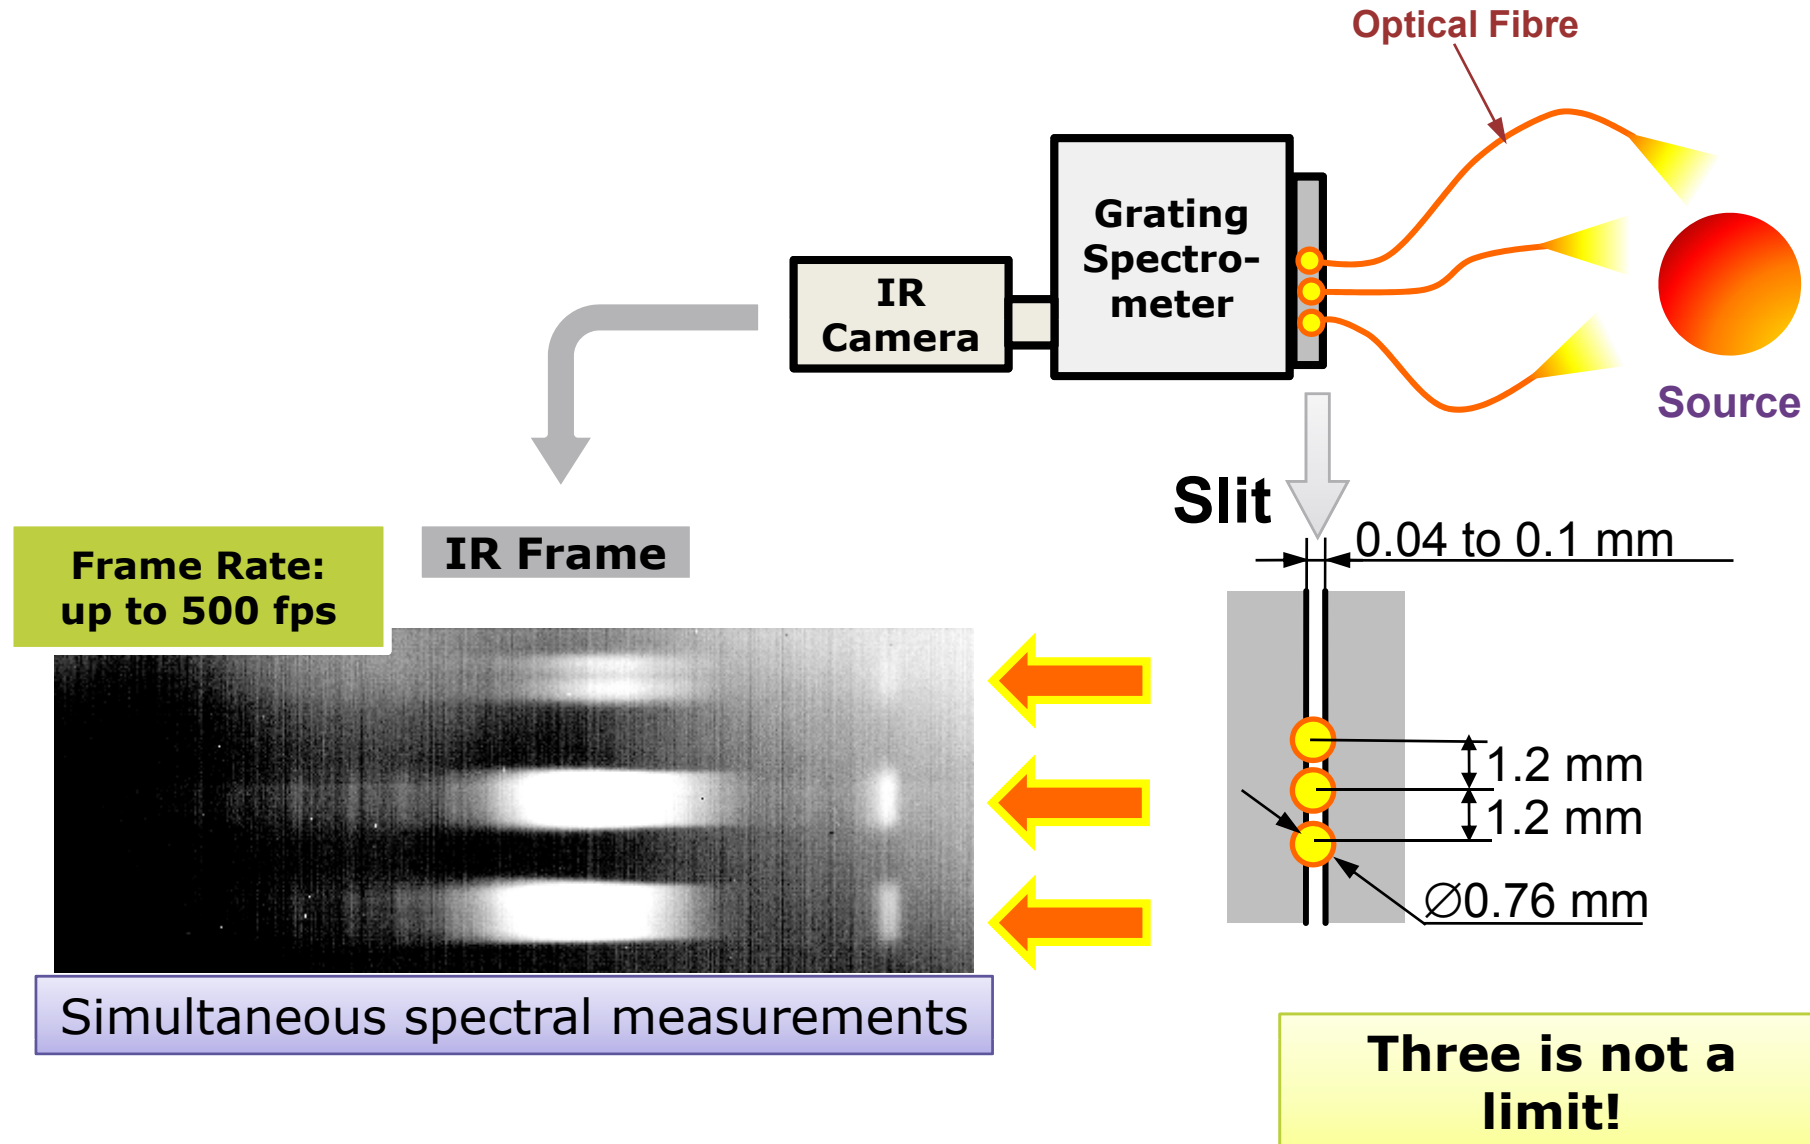 Optical Fibre
Grating
Spectro-
meter
IR
Camera
Source
Slit
0.04 to 0.1 mm
Frame Rate:
up to 500 fps
IR Frame
1.2 mm
1.2 mm
∅0.76 mm
Simultaneous spectral measurements
Three is not a
limit!